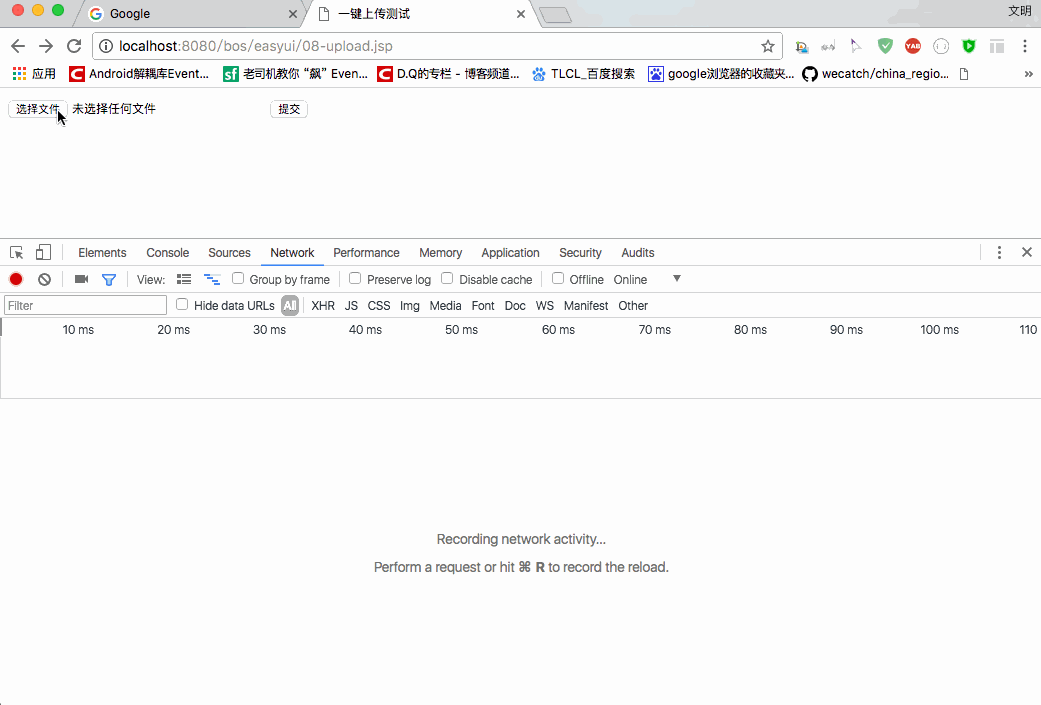 Google 一键上传测试 文明
localhost:8080/bos/easyui/08-upload.jsp
应用 Android解耦库Event... 老司机教你“飙” Even... D.Q的专栏 - 博客频道... TLCL_百度搜索 google浏览器的收藏夹... wecatch/china_regio... »
选择文件 未选择任何文件 提交
Elements Console Sources Network Performance Memory Application Security Audits
View: Group by frame Preserve log Disable cache Offline Online
Filter Hide data URLs All XHR JS CSS Img Media Font Doc WS Manifest Other
10 ms 20 ms 30 ms 40 ms 50 ms 60 ms 70 ms 80 ms 90 ms 100 ms 110
Recording network activity...
Perform a request or hit ⌘ R to record the reload.